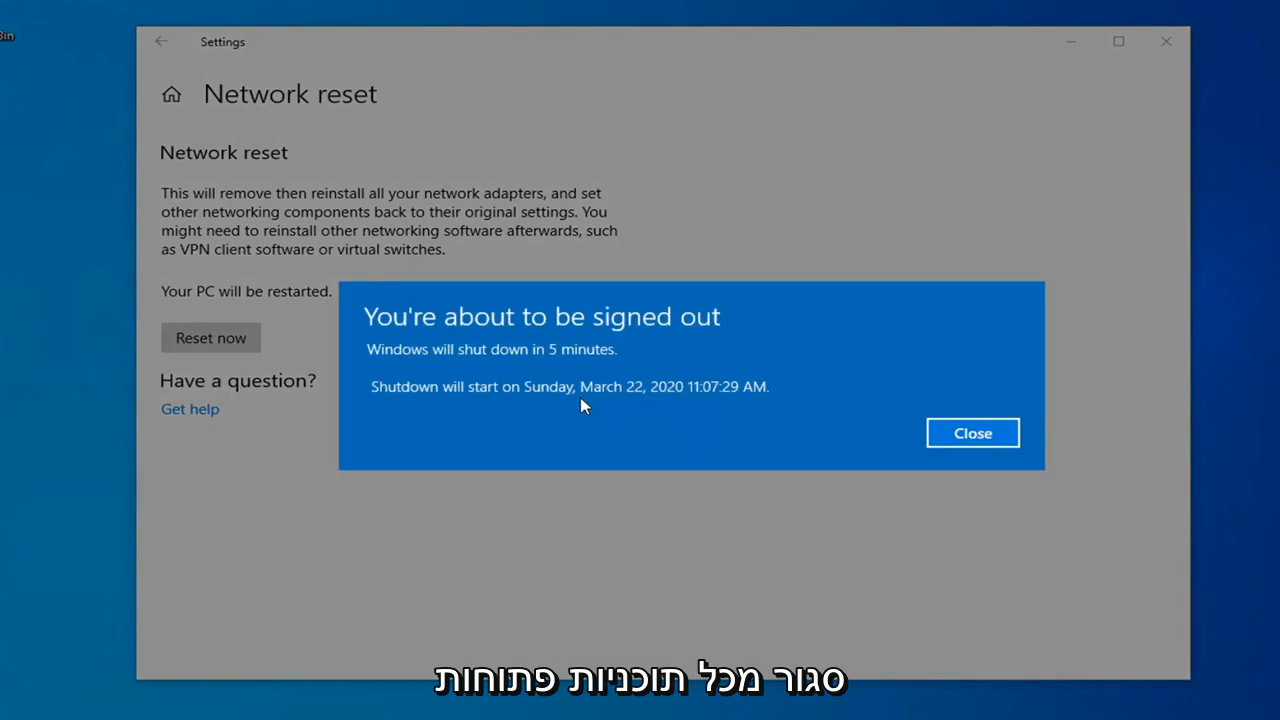 Bin
Settings
Network reset
Network reset
This will remove then reinstall all your network adapters, and set
other networking components back to their original settings. You
might need to reinstall other networking software afterwards, such
as VPN client software or virtual switches.
Your PC will be restarted.
Reset now
Have a question?
Get help
You're about to be signed out
Windows will shut down in 5 minutes.
Shutdown will start on Sunday, March 22, 2020 11:07:29 AM.
Close
סגור מכל תוכניות פתוחות